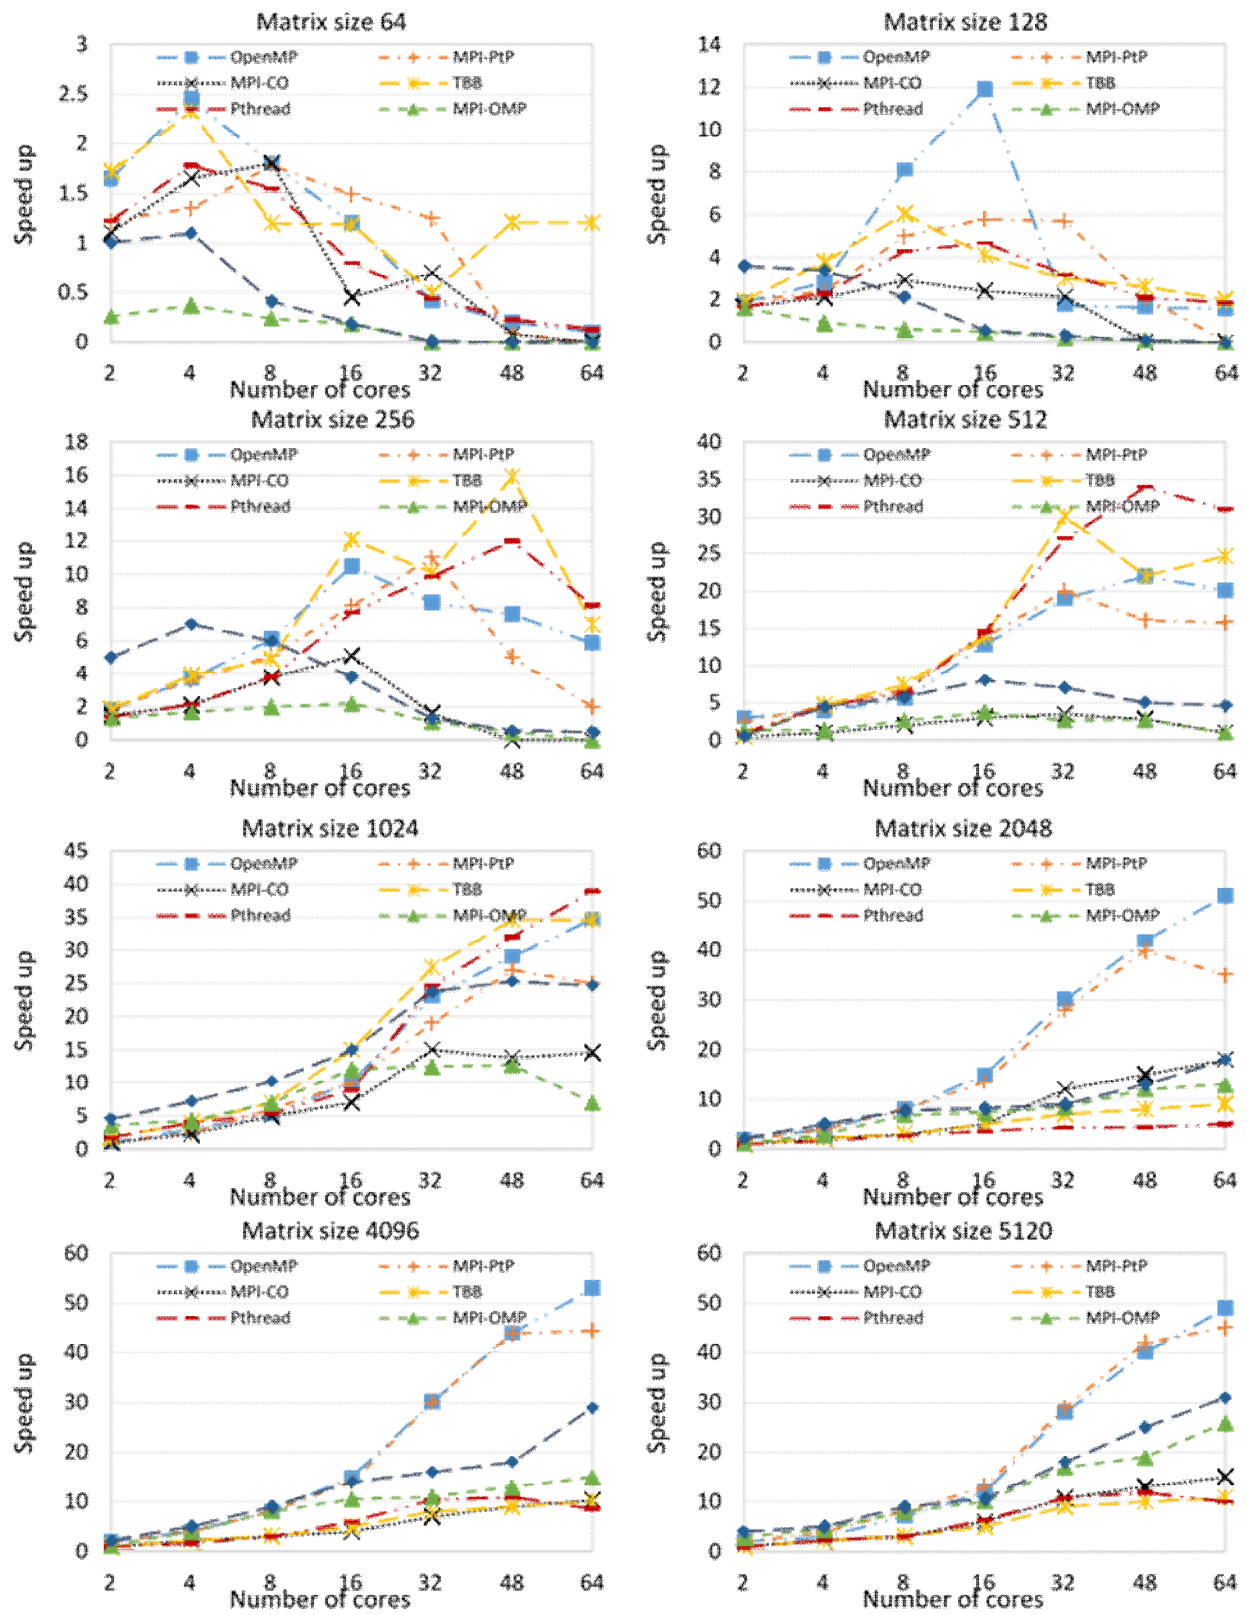 Matrix size 64
3
2.5
2
1.5
1
0.5
0
Speed up
OpenMP MPI-PtP
MPI-CO TBB
Pthread MPI-OMP
2 4 8 16 32 48 64
Number of cores
Matrix size 128
14
12
10
8
6
4
2
0
Speed up
OpenMP MPI-PtP
MPI-CO TBB
Pthread MPI-OMP
2 4 8 16 32 48 64
Number of cores
Matrix size 256
18
16
14
12
10
8
6
4
2
0
Speed up
OpenMP MPI-PtP
MPI-CO TBB
Pthread MPI-OMP
2 4 8 16 32 48 64
Number of cores
Matrix size 512
40
35
30
25
20
15
10
5
0
Speed up
OpenMP MPI-PtP
MPI-CO TBB
Pthread MPI-OMP
2 4 8 16 32 48 64
Number of cores
Matrix size 1024
45
40
35
30
25
20
15
10
5
0
Speed up
OpenMP MPI-PtP
MPI-CO TBB
Pthread MPI-OMP
2 4 8 16 32 48 64
Number of cores
Matrix size 2048
60
50
40
30
20
10
0
Speed up
OpenMP MPI-PtP
MPI-CO TBB
Pthread MPI-OMP
2 4 8 16 32 48 64
Number of cores
Matrix size 4096
60
50
40
30
20
10
0
Speed up
OpenMP MPI-PtP
MPI-CO TBB
Pthread MPI-OMP
2 4 8 16 32 48 64
Number of cores
Matrix size 5120
60
50
40
30
20
10
0
Speed up
OpenMP MPI-PtP
MPI-CO TBB
Pthread MPI-OMP
2 4 8 16 32 48 64
Number of cores